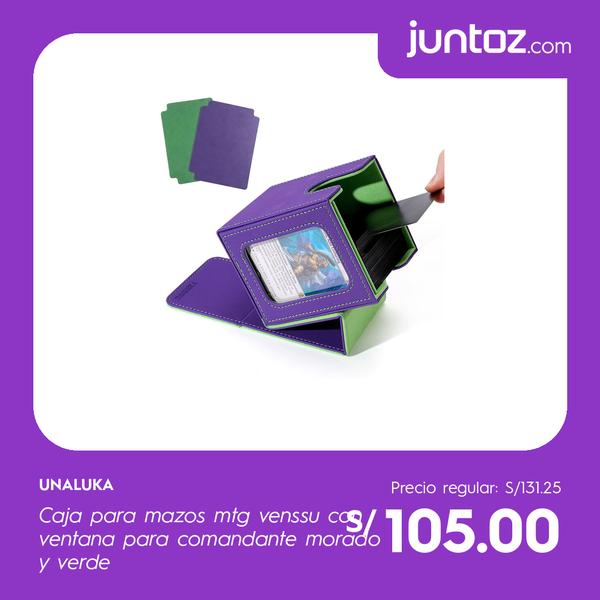 juntoz.com
UNALUKA
Caja para mazos mtg venssu con
ventana para comandante morado
y verde
Precio regular: S/131.25
S/105.00